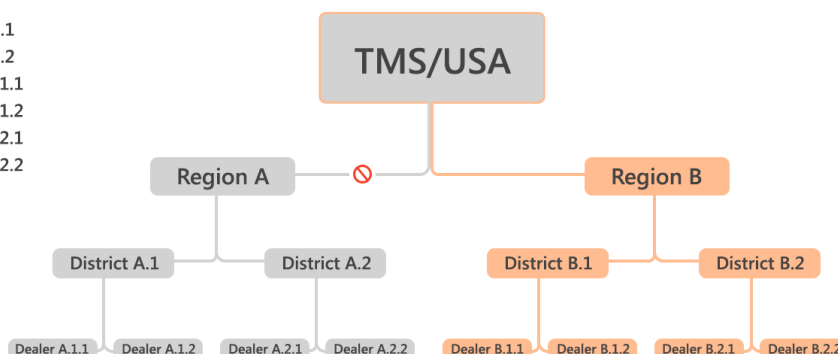 .1
.2
1.1
1.2
2.1
2.2
TMS/USA
Region A
Region B
District A.1
District A.2
District B.1
District B.2
Dealer A.1.1
Dealer A.1.2
Dealer A.2.1
Dealer A.2.2
Dealer B.1.1
Dealer B.1.2
Dealer B.2.1
Dealer B.2.